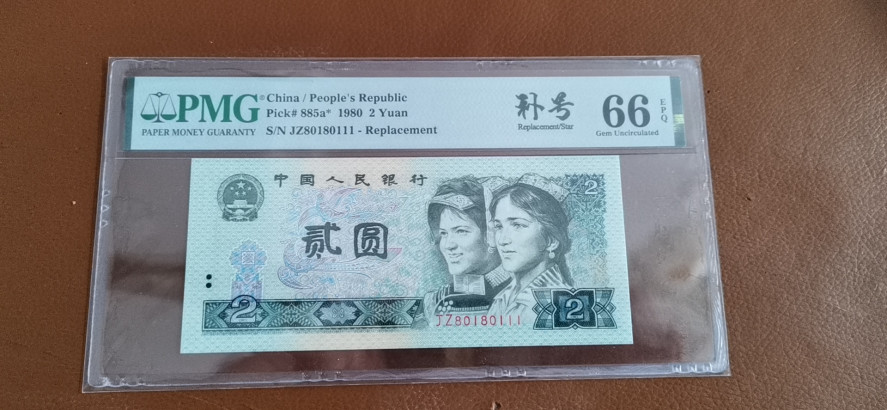 PMG
PAPER MONEY GUARANTY
China / People's Republic
Pick# 885a* 1980 2 Yuan
S/N JZ80180111 - Replacement
补号
Replacement/Star
66
EPQ
Gem Uncirculated
中国人民银行
2
贰圆
2
JZ80180111
2